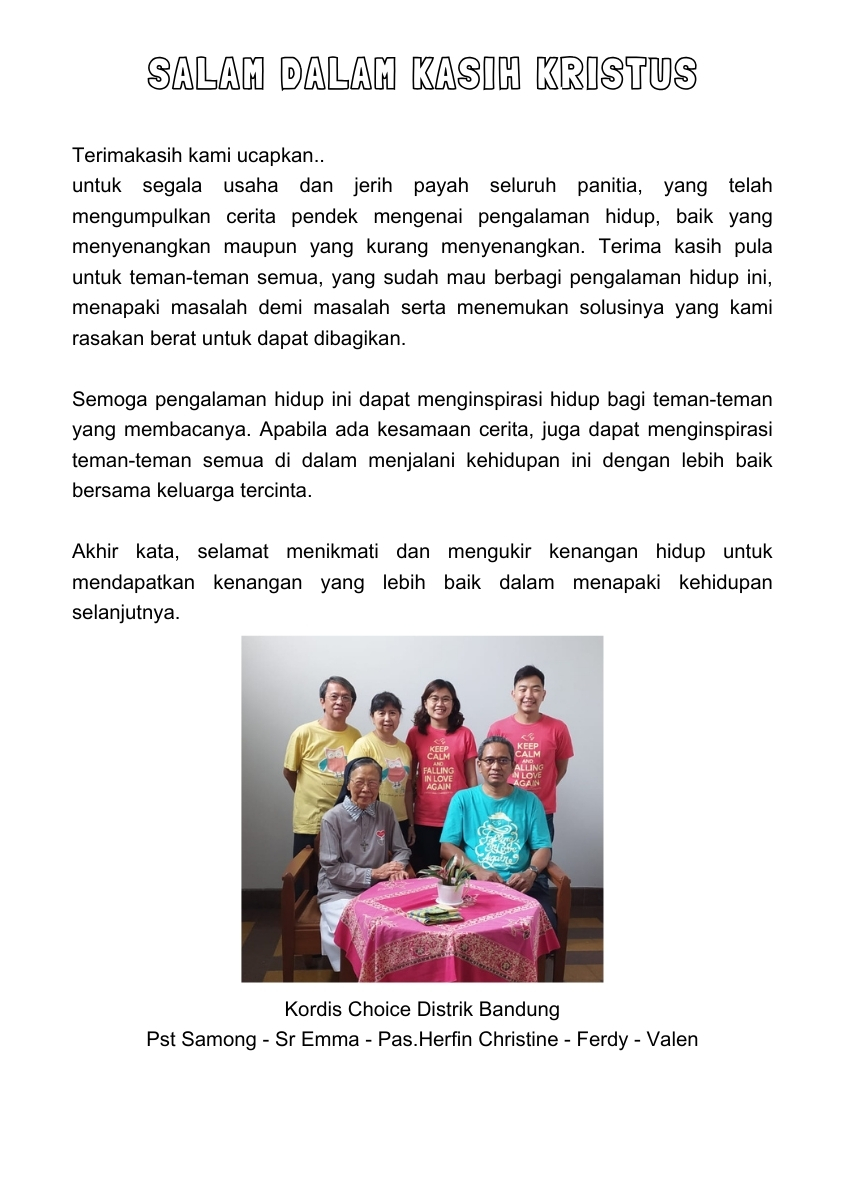 SALAM DALAM KASIH KRISTUS
Terimakasih kami ucapkan..
untuk segala usaha dan jerih payah seluruh panitia, yang telah
mengumpulkan cerita pendek mengenai pengalaman hidup, baik yang
menyenangkan maupun yang kurang menyenangkan. Terima kasih pula
untuk teman-teman semua, yang sudah mau berbagi pengalaman hidup ini,
menapaki masalah demi masalah serta menemukan solusinya yang kami
rasakan berat untuk dapat dibagikan.
Semoga pengalaman hidup ini dapat menginspirasi hidup bagi teman-teman
yang membacanya. Apabila ada kesamaan cerita, juga dapat menginspirasi
teman-teman semua di dalam menjalani kehidupan ini dengan lebih baik
bersama keluarga tercinta.
Akhir kata, selamat menikmati dan mengukir kenangan hidup untuk
mendapatkan kenangan yang lebih baik dalam menapaki kehidupan
selanjutnya.
KEEP
CALM
AND
FALLING
IN LOVE
AGAIN
KEEP
CALM
AND
FALLING
IN LOVE
AGAIN
Kordis Choice Distrik Bandung
Pst Samong - Sr Emma - Pas.Herfin Christine - Ferdy - Valen